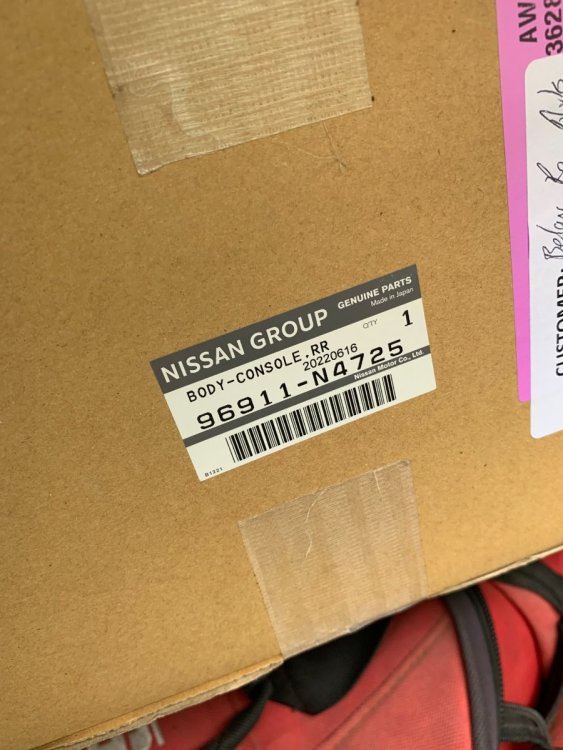 AW
3628
CUSTOMER:
NISSAN GROUP
GENUINE PARTS
Made in Japan
BODY-CONSOLE,RR
QTY 1
20220616
96911-N4725
Nissan Motor Co., Ltd.
B1221